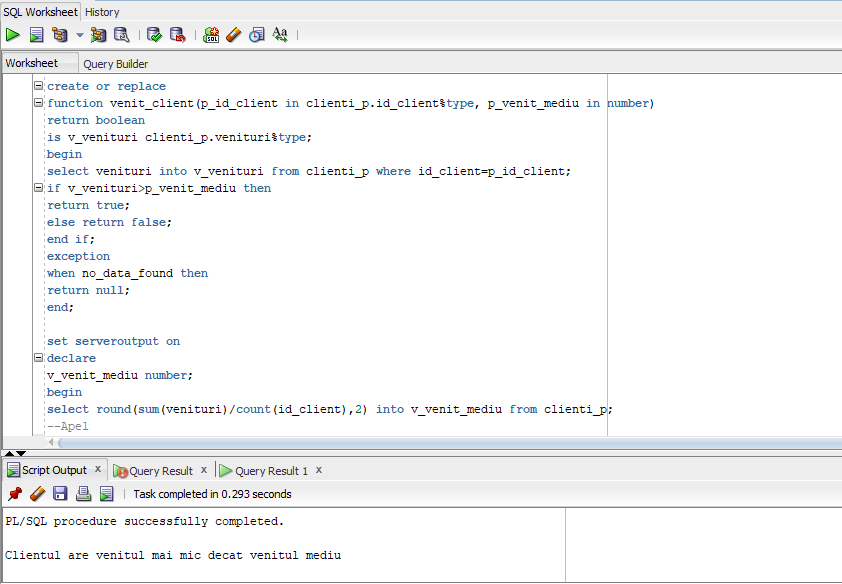 SQL Worksheet History
Aa
Worksheet Query Builder
create or replace
function venit_client(p_id_client in clienti_p.id_client%type, p_venit_mediu in number)
return boolean
is v_venituri clienti_p.venituri%type;
begin
select venituri into v_venituri from clienti_p where id_client=p_id_client;
if v_venituri>p_venit_mediu then
return true;
else return false;
end if;
exception
when no_data_found then
return null;
end;
set serveroutput on
declare
v_venit_mediu number;
begin
select round(sum(venituri)/count(id_client),2) into v_venit_mediu from clienti_p;
--Apel
Script Output x Query Result x Query Result 1 x
Task completed in 0.293 seconds
PL/SQL procedure successfully completed.
Clientul are venitul mai mic decat venitul mediu